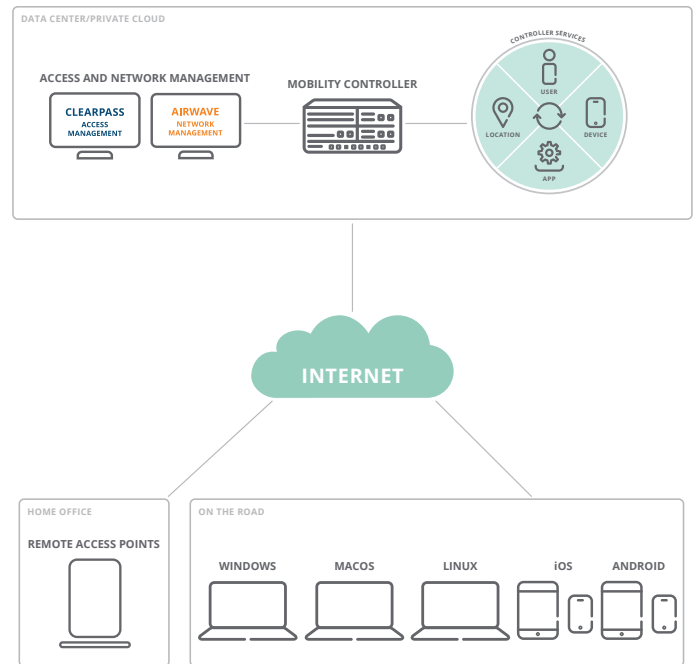 DATA CENTER/PRIVATE CLOUD
ACCESS AND NETWORK MANAGEMENT
CLEARPASS
ACCESS
MANAGEMENT
AIRWAVE
NETWORK
MANAGEMENT
MOBILITY CONTROLLER
CONTROLLER SERVICES
USER
LOCATION
DEVICE
APP
INTERNET
HOME OFFICE
REMOTE ACCESS POINTS
ON THE ROAD
WINDOWS
MACOS
LINUX
iOS
ANDROID